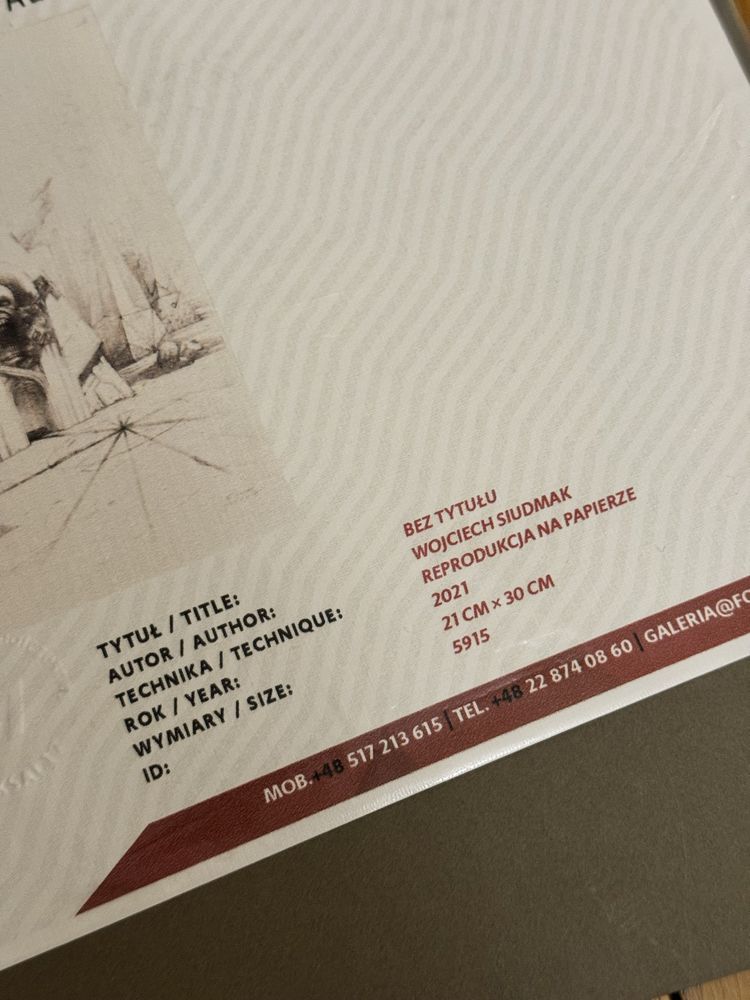 TYTUŁ / TITLE:
AUTOR / AUTHOR:
TECHNIKA / TECHNIQUE:
ROK / YEAR:
WYMIARY / SIZE:
ID:
BEZ TYTUŁU
WOJCIECH SIUDMAK
REPRODUKCJA NA PAPIERZE
2021
21 CM × 30 CM
5915
MOB.+48 517 213 615 | TEL. +48 22 874 08 60 | GALERIA@FO